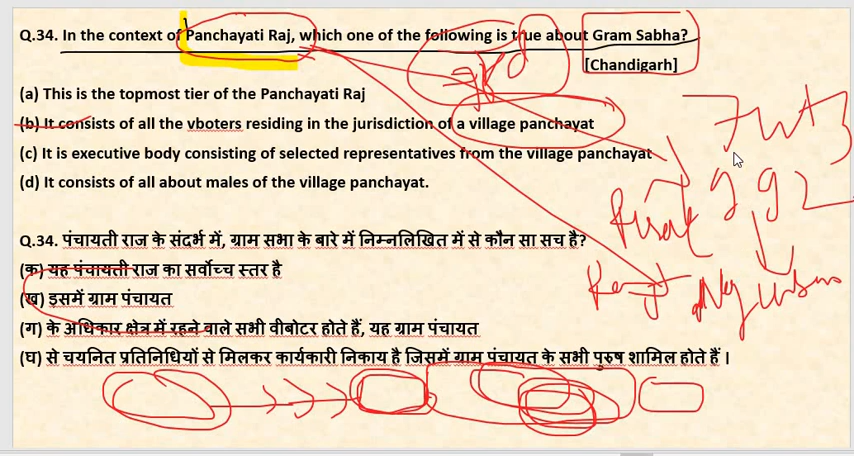 Q.34. In the context of Panchayati Raj, which one of the following is true about Gram Sabha?
[Chandigarh]
(a) This is the topmost tier of the Panchayati Raj
(b) It consists of all the vboters residing in the jurisdiction of a village panchayat
(c) It is executive body consisting of selected representatives from the village panchayat
(d) It consists of all about males of the village panchayat.
Q.34. पंचायती राज के संदर्भ में, ग्राम सभा के बारे में निम्नलिखित में से कौन सा सच है?
(क) यह पंचायती राज का सर्वोच्च स्तर है
(ख) इसमें ग्राम पंचायत
(ग) के अधिकार क्षेत्र में रहने वाले सभी वीबोटर होते हैं, यह ग्राम पंचायत
(घ) से चयनित प्रतिनिधियों से मिलकर कार्यकारी निकाय है जिसमें ग्राम पंचायत के सभी पुरुष शामिल होते हैं ।